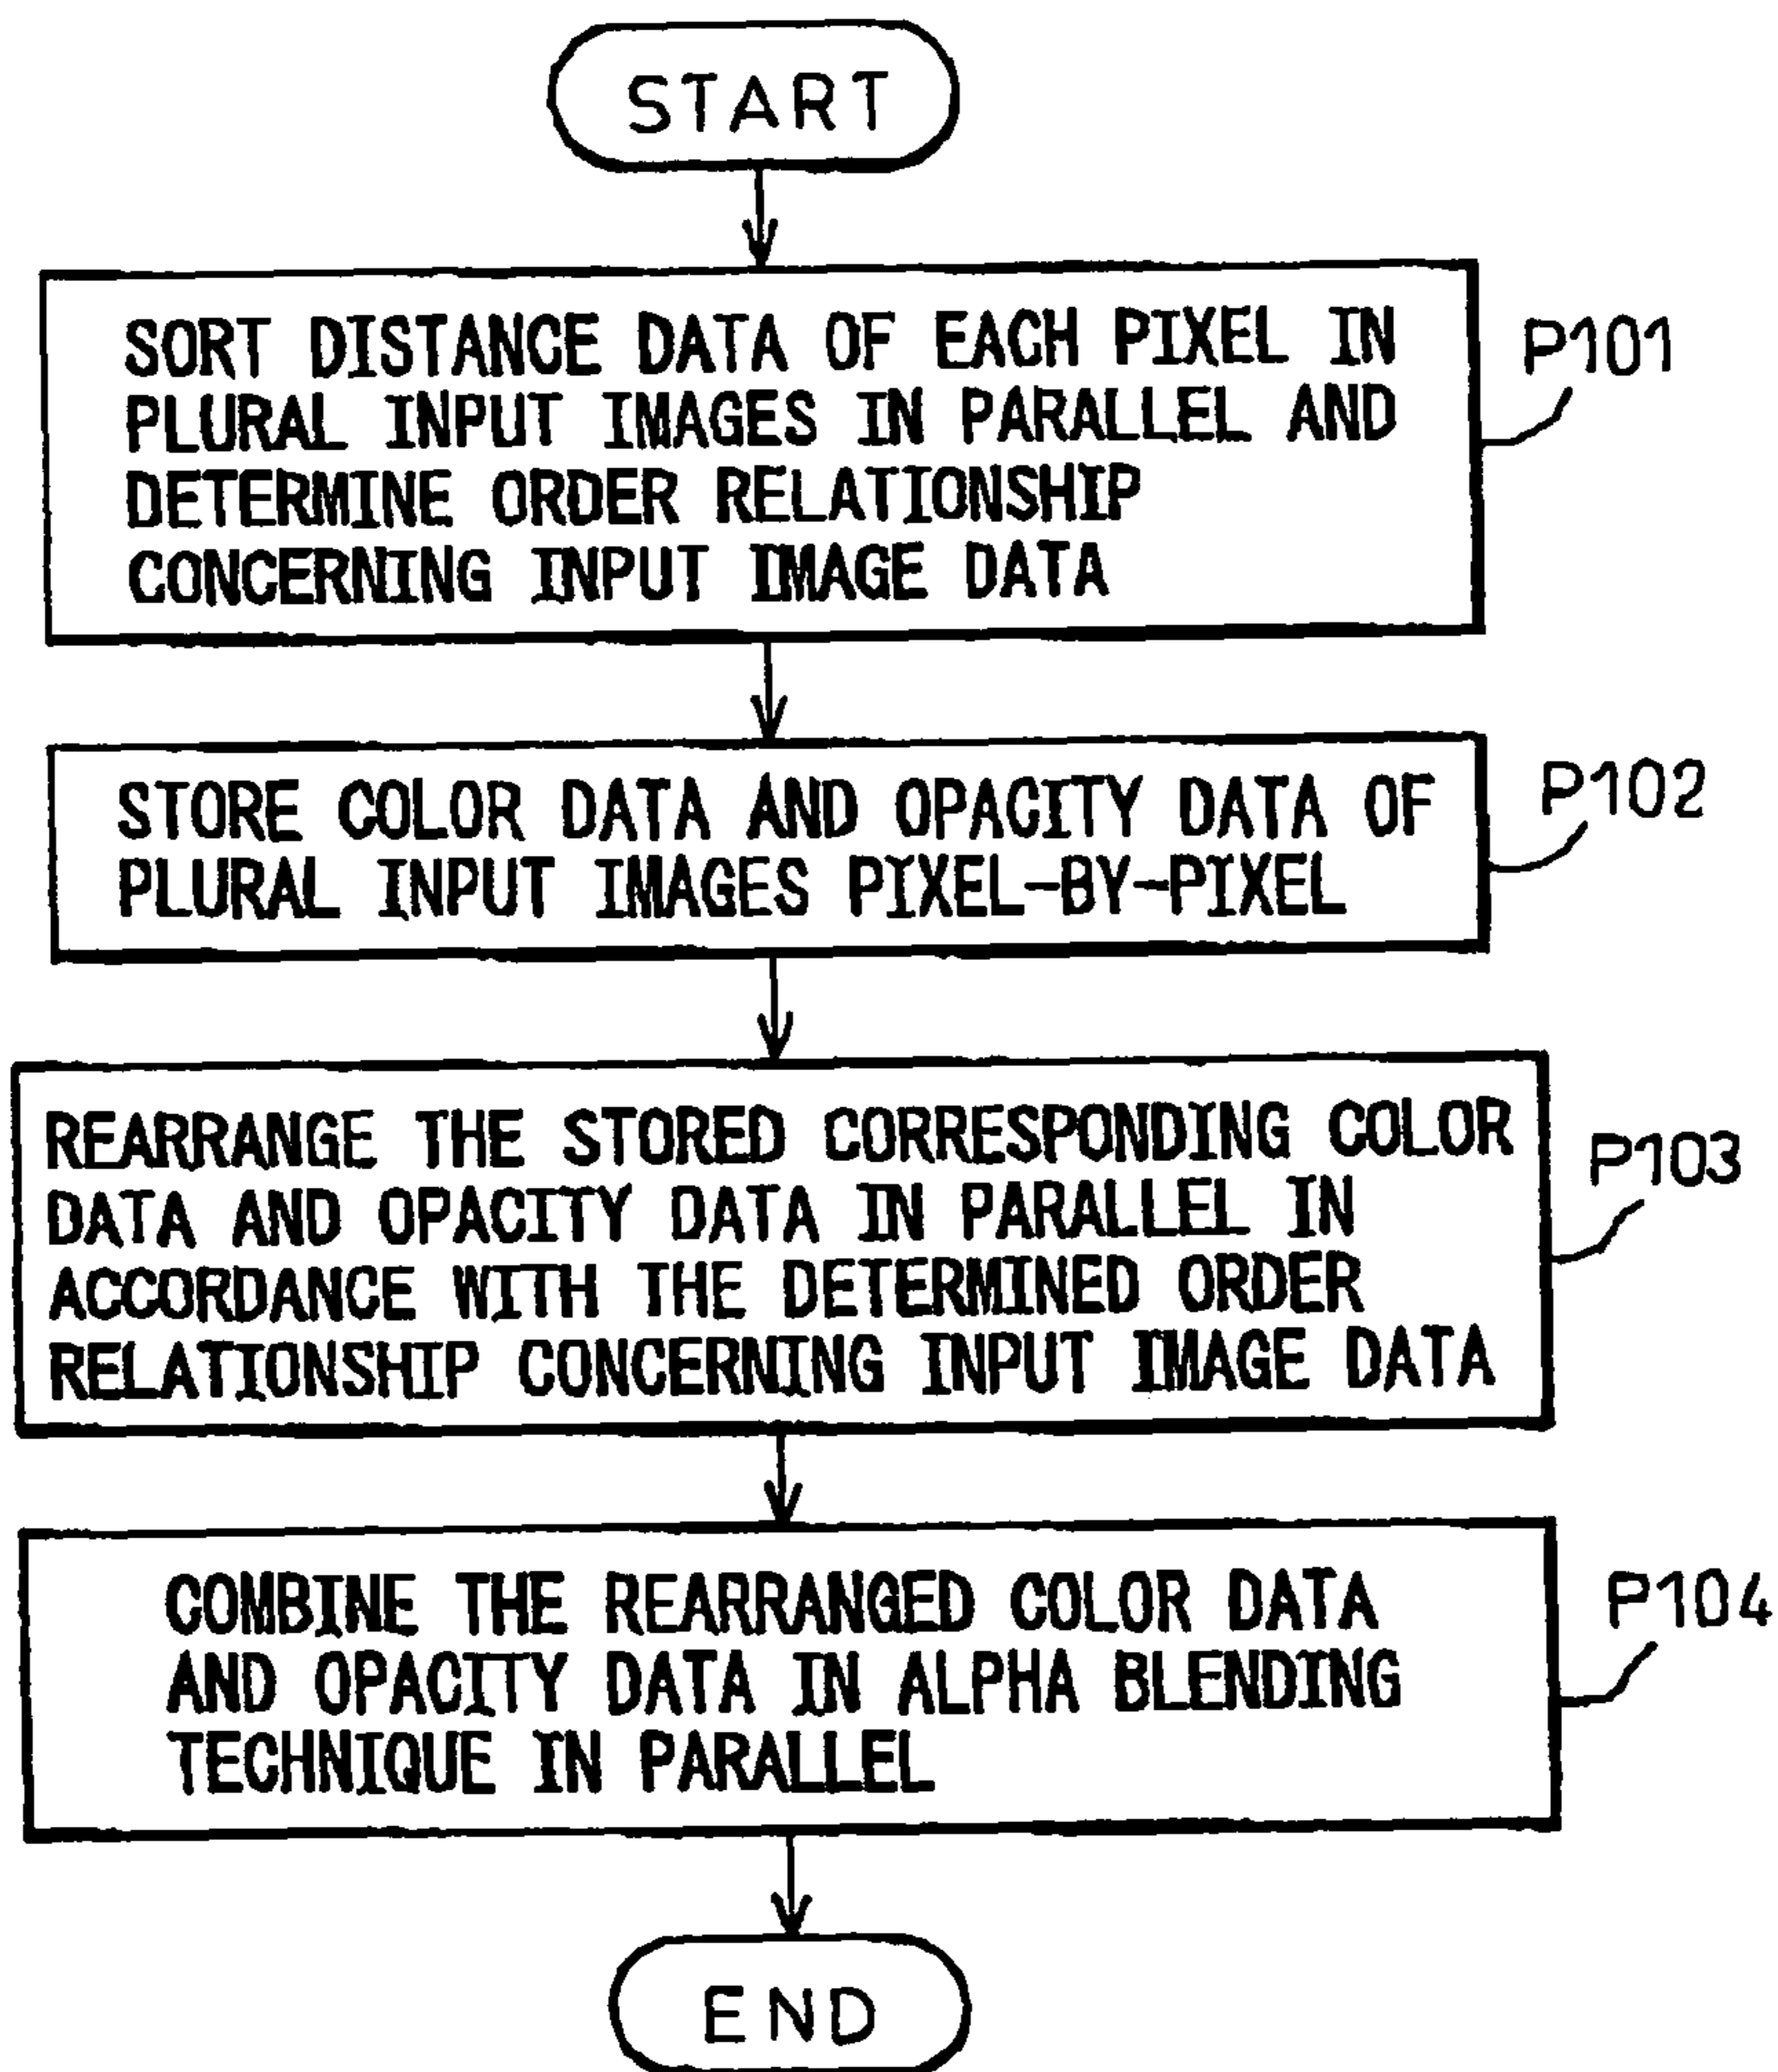 START
SORT DISTANCE DATA OF EACH PIXEL IN
PLURAL INPUT IMAGES IN PARALLEL AND
DETERMINE ORDER RELATIONSHIP
CONCERNING INPUT IMAGE DATA
P101
STORE COLOR DATA AND OPACITY DATA OF
PLURAL INPUT IMAGES PIXEL-BY-PIXEL
P102
REARRANGE THE STORED CORRESPONDING COLOR
DATA AND OPACITY DATA IN PARALLEL IN
ACCORDANCE WITH THE DETERMINED ORDER
RELATIONSHIP CONCERNING INPUT IMAGE DATA
P103
COMBINE THE REARRANGED COLOR DATA
AND OPACITY DATA IN ALPHA BLENDING
TECHNIQUE IN PARALLEL
P104
END